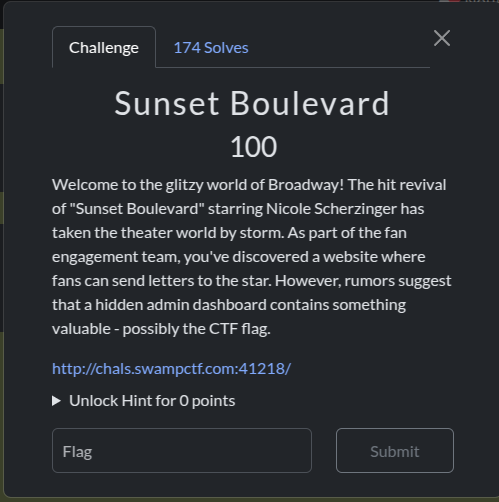 Challenge
174 Solves
Sunset Boulevard
100
Welcome to the glitzy world of Broadway! The hit revival
of "Sunset Boulevard" starring Nicole Scherzinger has
taken the theater world by storm. As part of the fan
engagement team, you've discovered a website where
fans can send letters to the star. However, rumors suggest
that a hidden admin dashboard contains something
valuable - possibly the CTF flag.
http://chals.swampctf.com:41218/
▶ Unlock Hint for 0 points
Flag
Submit